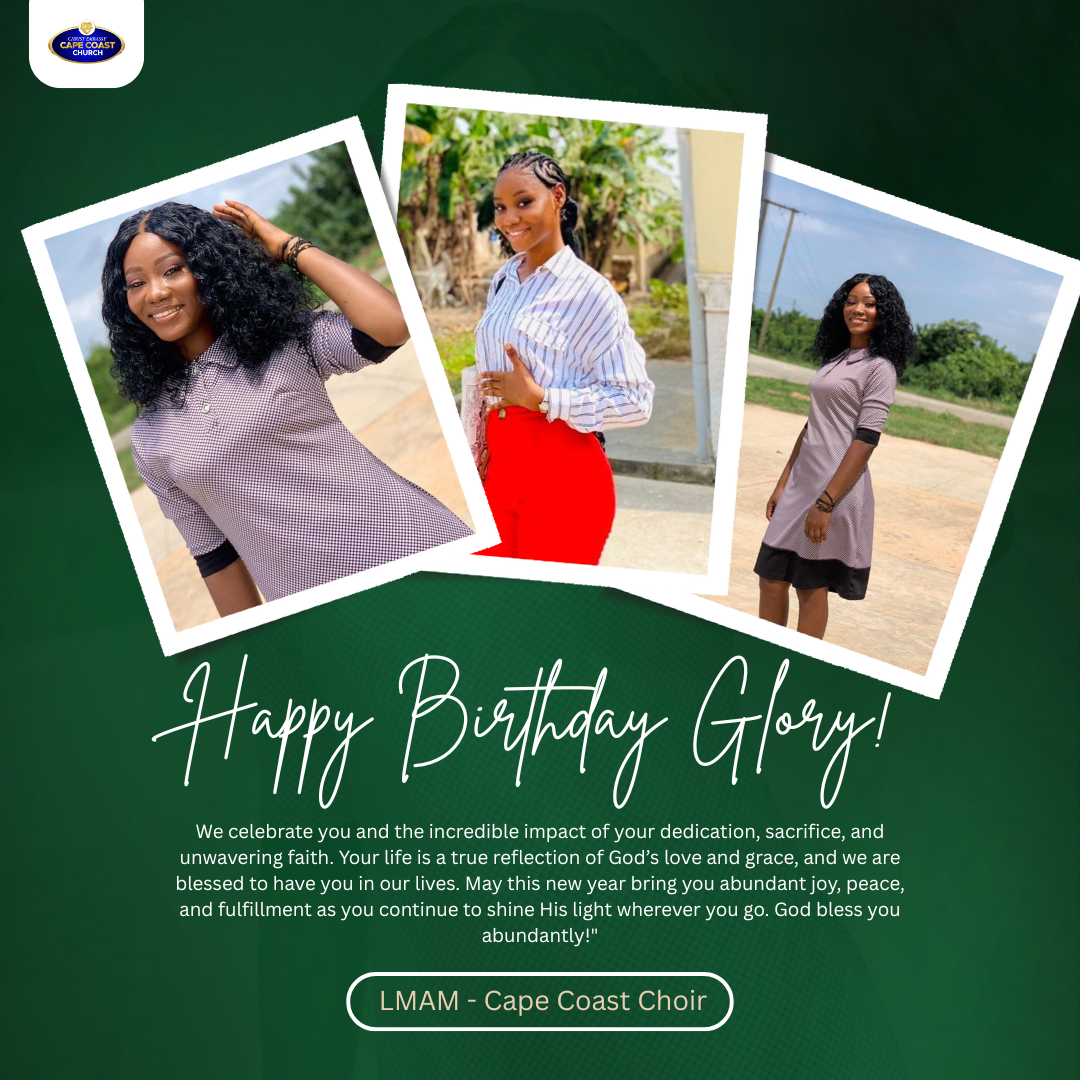 CHRIST EMBASSY
CAPE COAST
CHURCH
Happy Birthday Glory!
We celebrate you and the incredible impact of your dedication, sacrifice, and
unwavering faith. Your life is a true reflection of God’s love and grace, and we are
blessed to have you in our lives. May this new year bring you abundant joy, peace,
and fulfillment as you continue to shine His light wherever you go. God bless you
abundantly!"
LMAM - Cape Coast Choir